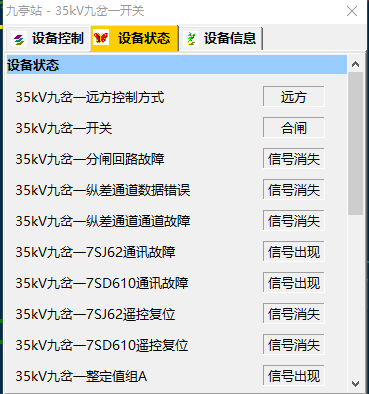 九亭站 - 35kV九岔一开关
设备控制 设备状态 设备信息
设备状态
35kV九岔一远方控制方式 远方
35kV九岔一开关 合闸
35kV九岔一分闸回路故障 信号消失
35kV九岔一纵差通道数据错误 信号消失
35kV九岔一纵差通道通道故障 信号消失
35kV九岔一7SJ62通讯故障 信号出现
35kV九岔一7SD610通讯故障 信号出现
35kV九岔一7SJ62遥控复位 信号消失
35kV九岔一7SD610遥控复位 信号消失
35kV九岔一整定值组A 信号出现